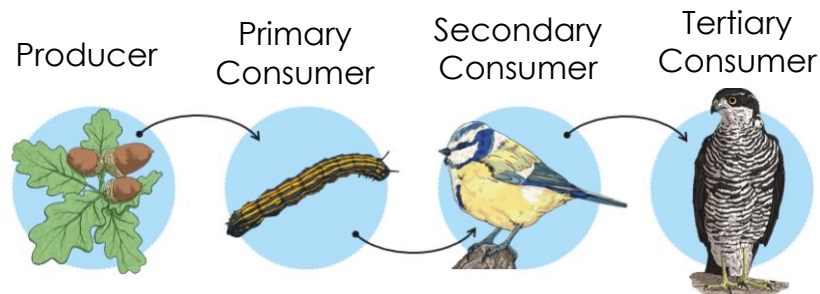 Producer
Primary
Consumer
Secondary
Consumer
Tertiary
Consumer